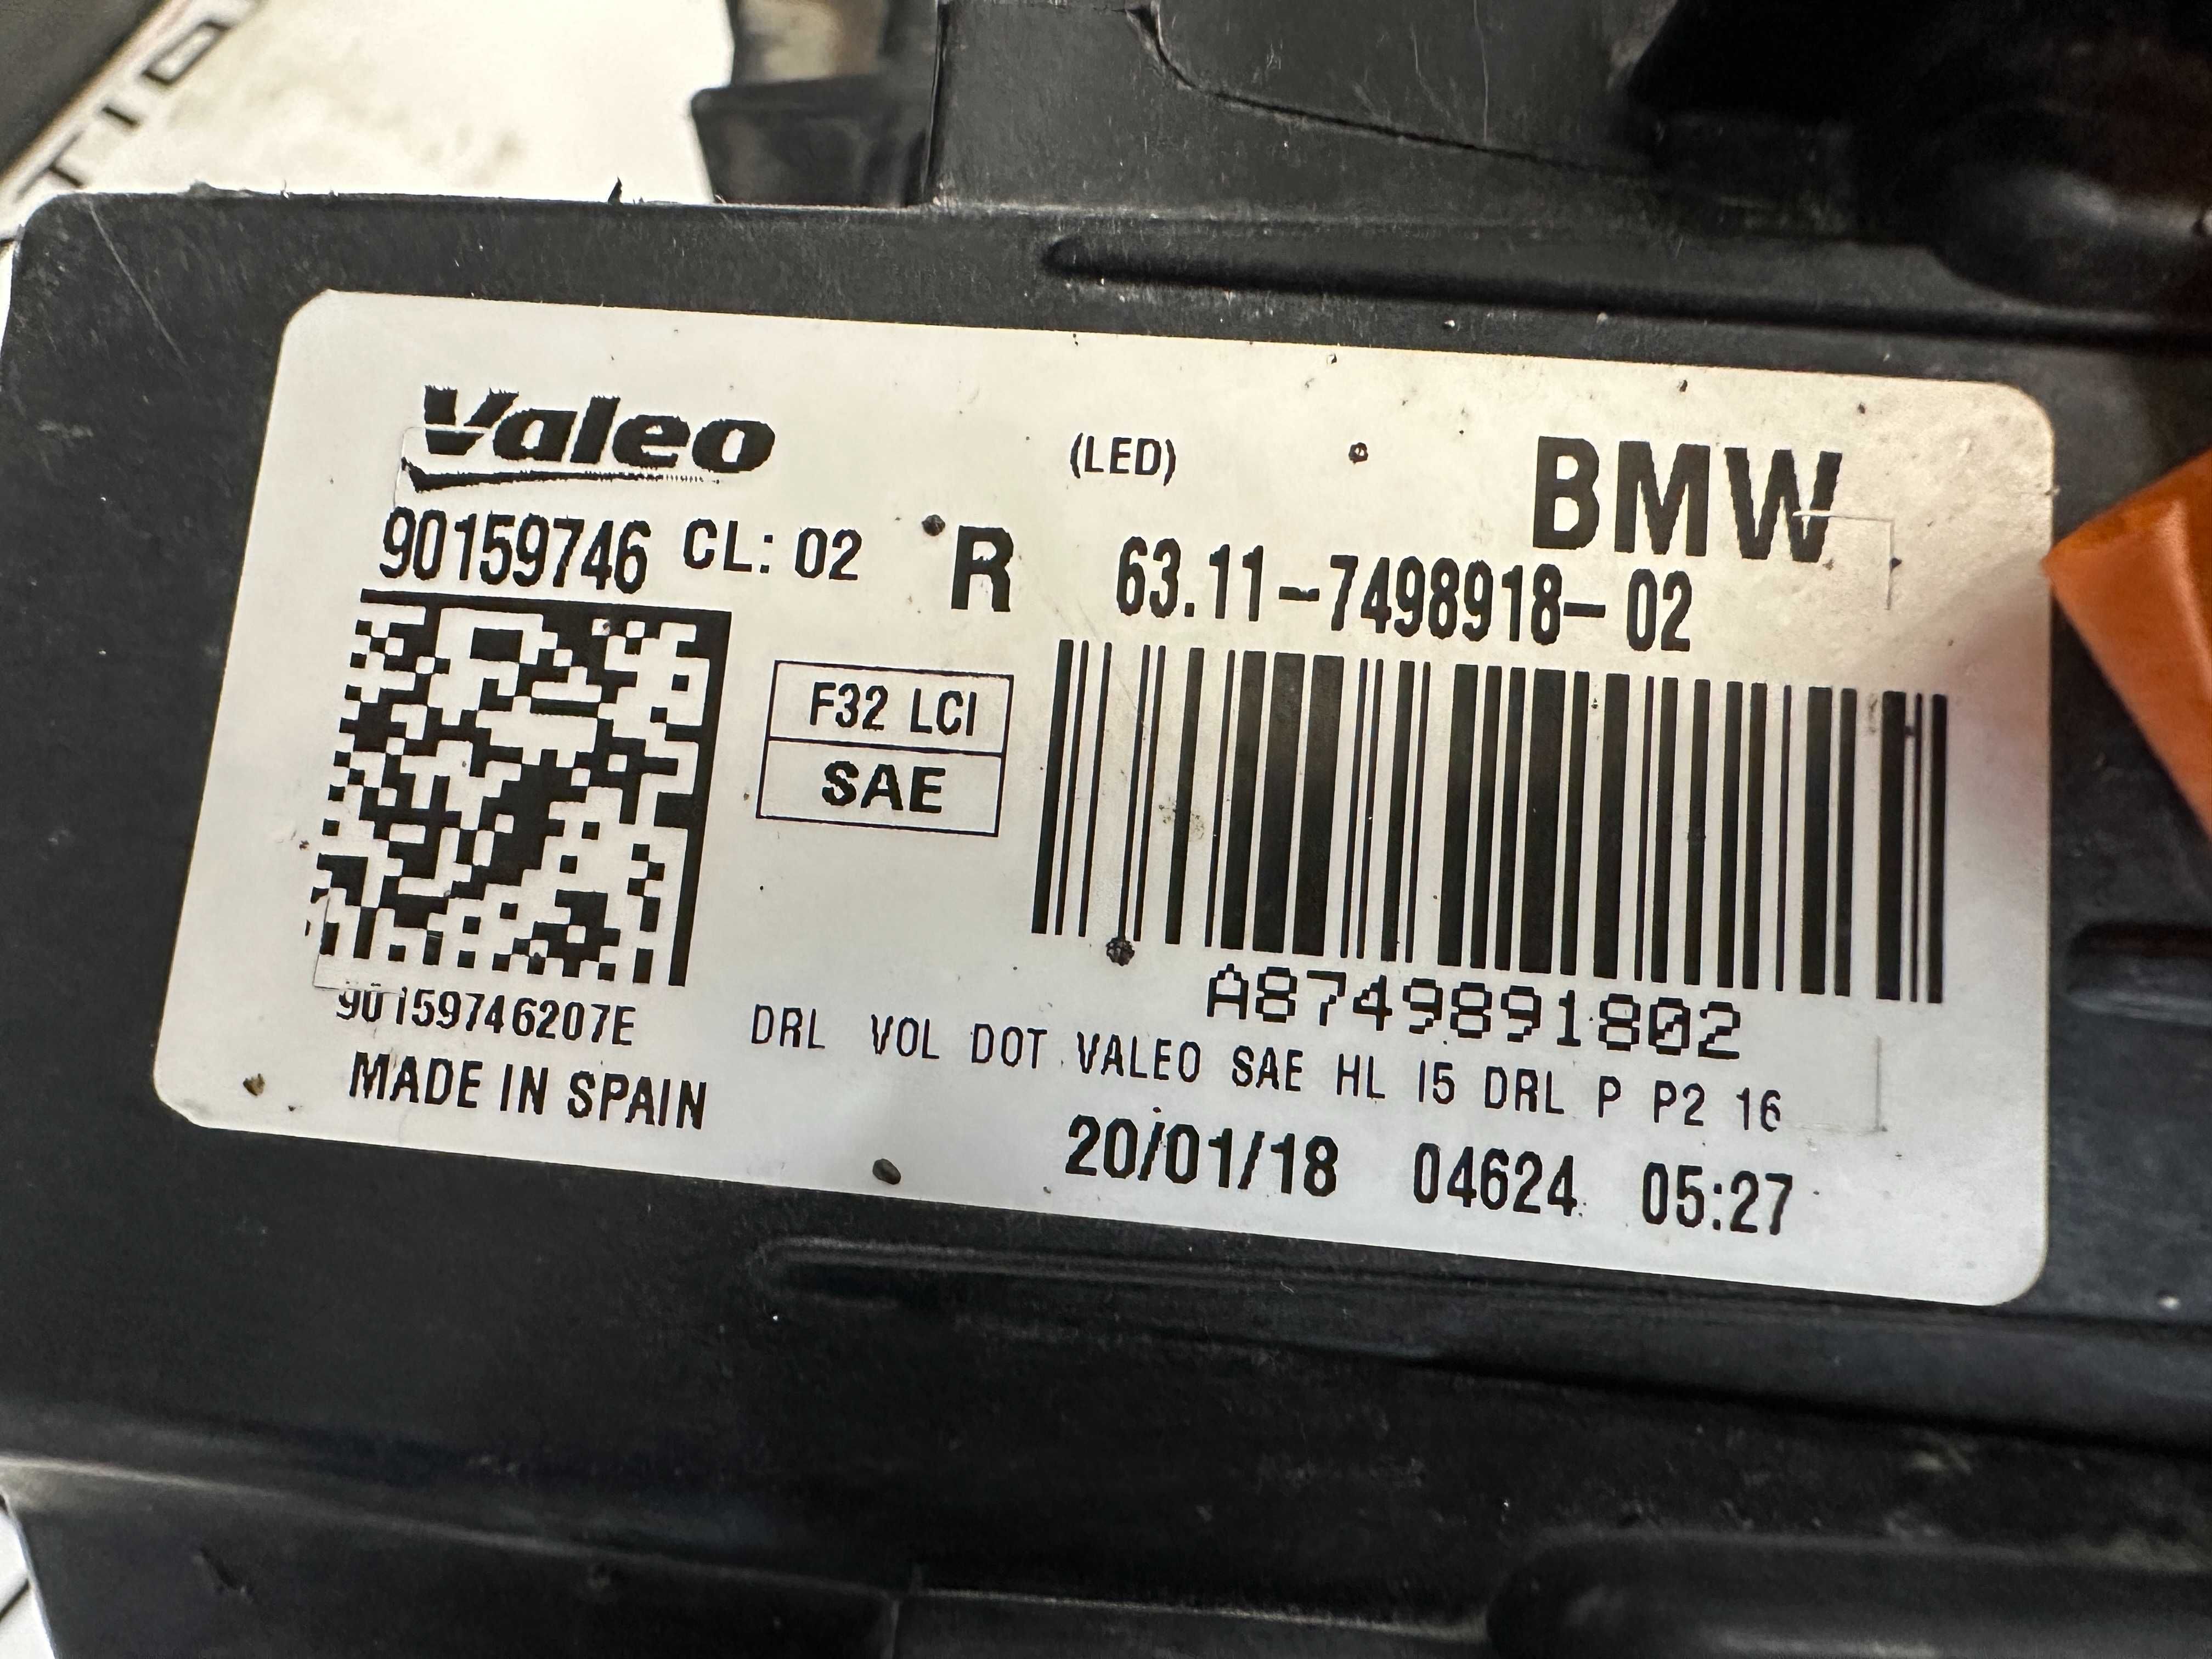 Valeo
(LED)
BMW
90159746 CL: 02 R 63.11-7498918-02
F32 LCI
SAE
A8749891802
90159746207E
DRL VOL DOT VALEO SAE HL I5 DRL P P2 16
MADE IN SPAIN
20/01/18 04624 05:27